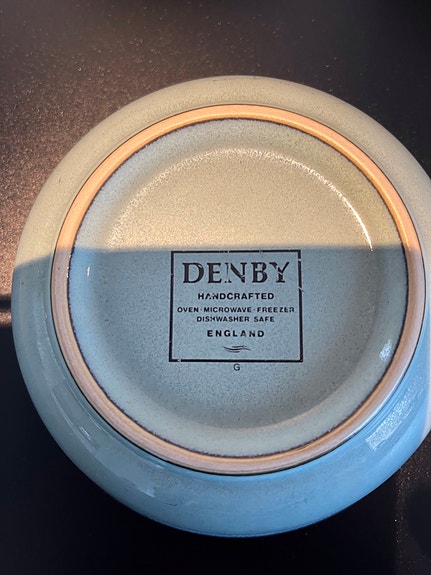 DENBY
HANDCRAFTED
OVEN · MICROWAVE · FREEZER
DISHWASHER SAFE
ENGLAND
G